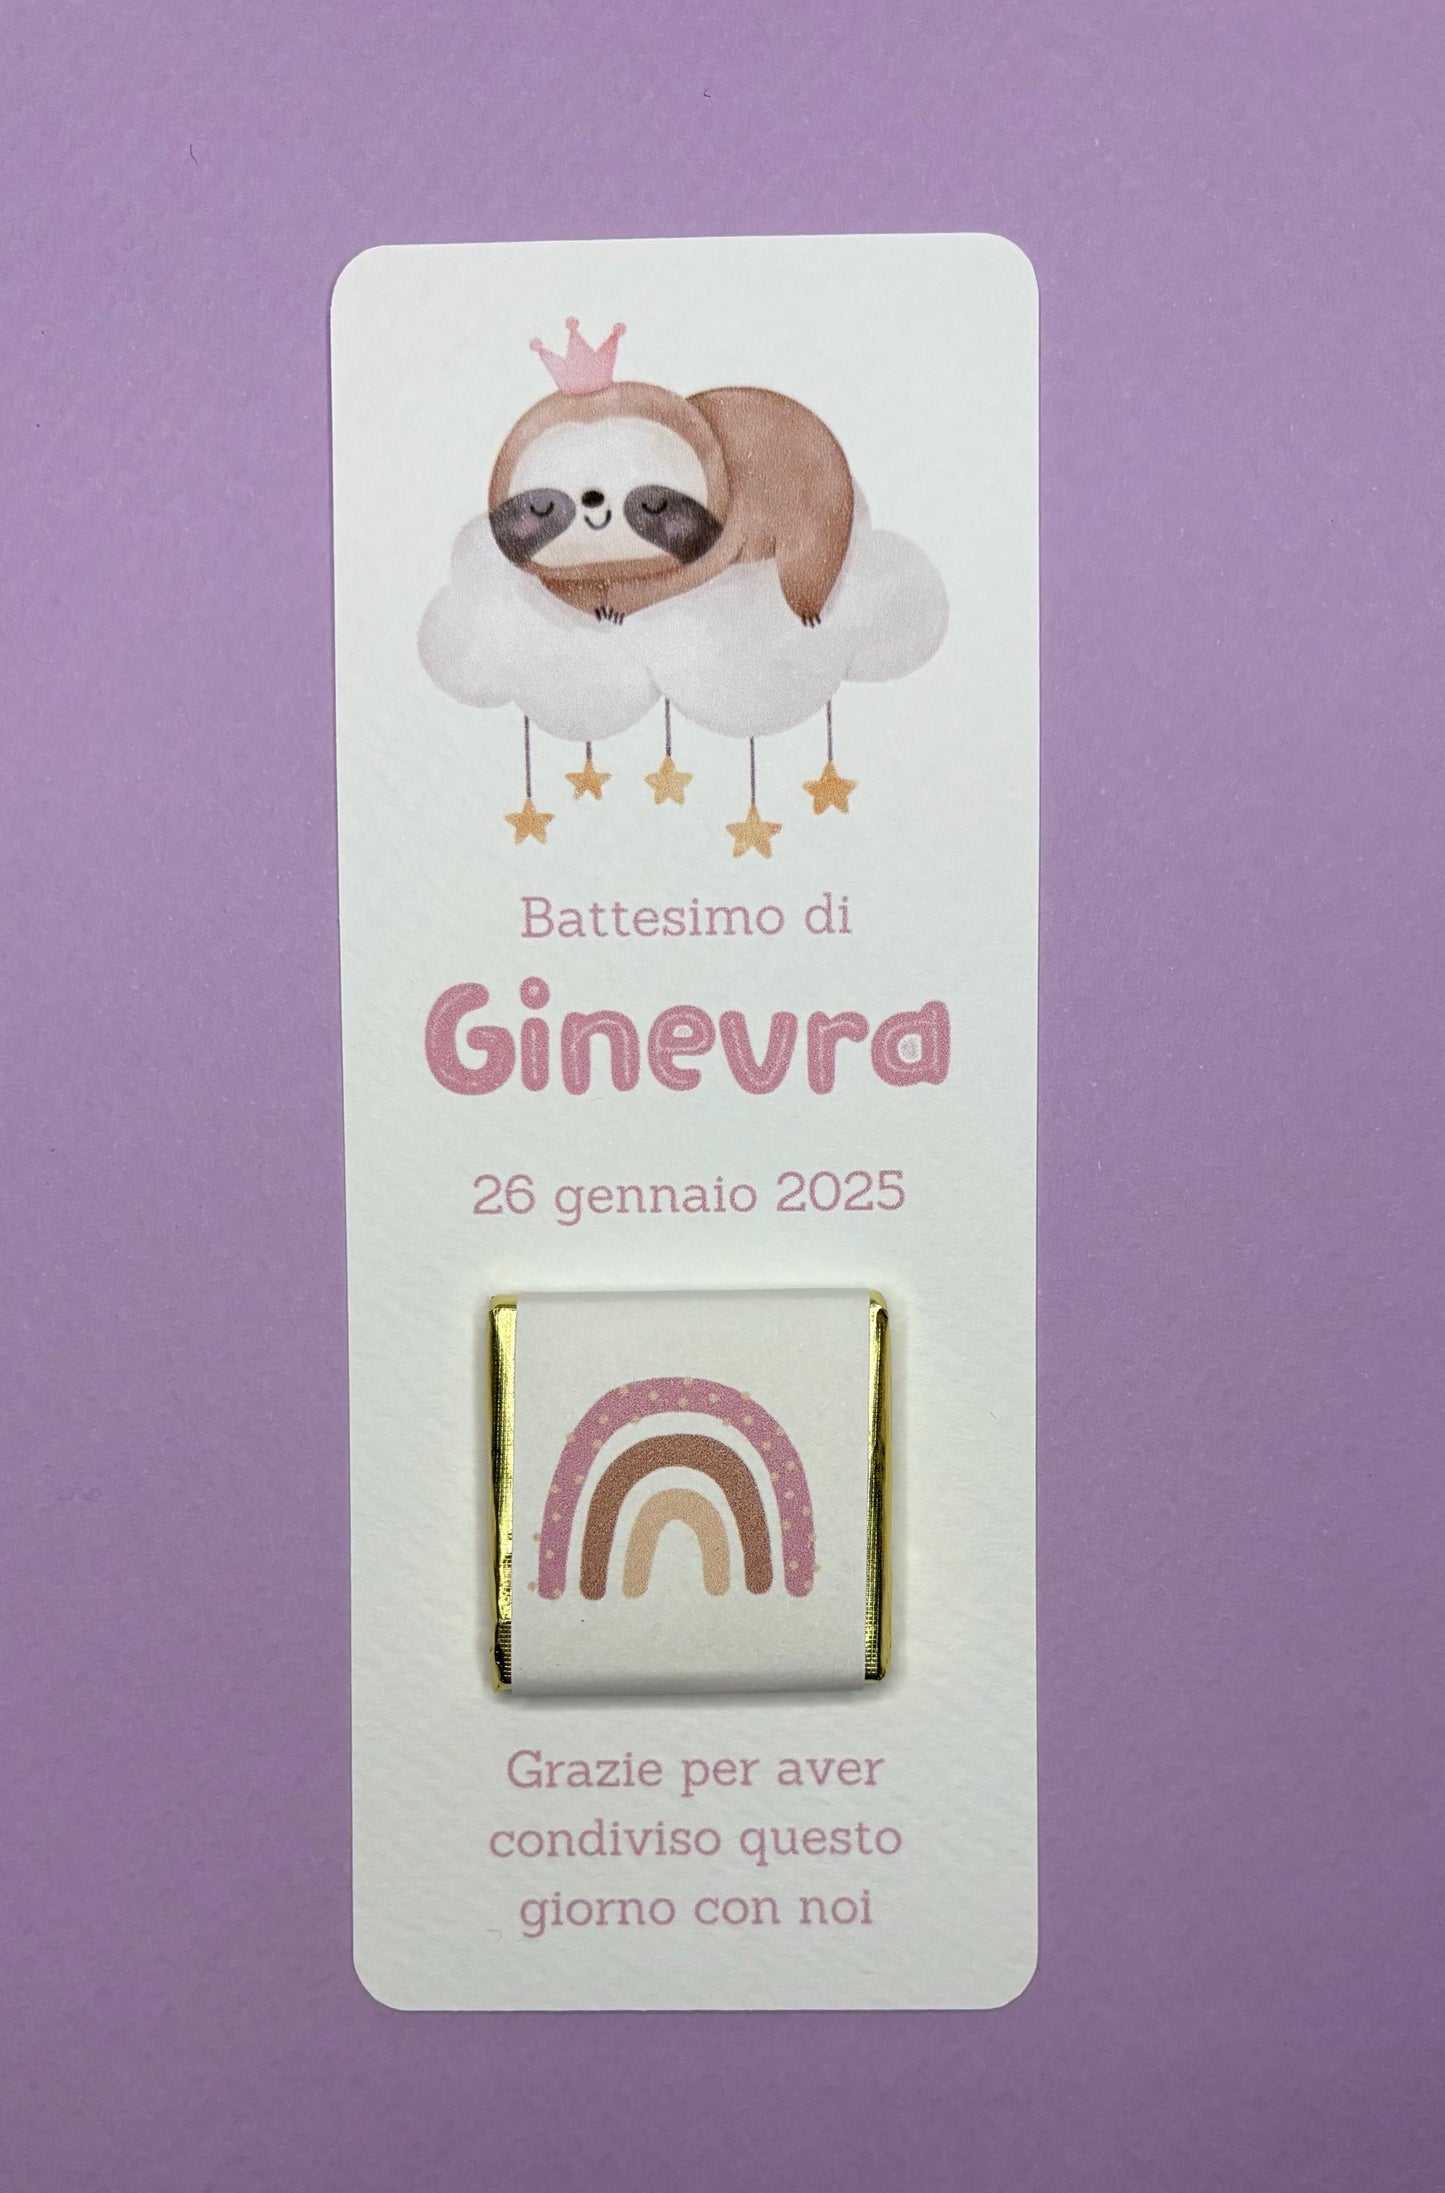 Battesimo di
Ginevra
26 gennaio 2025
Grazie per aver
condiviso questo
giorno con noi